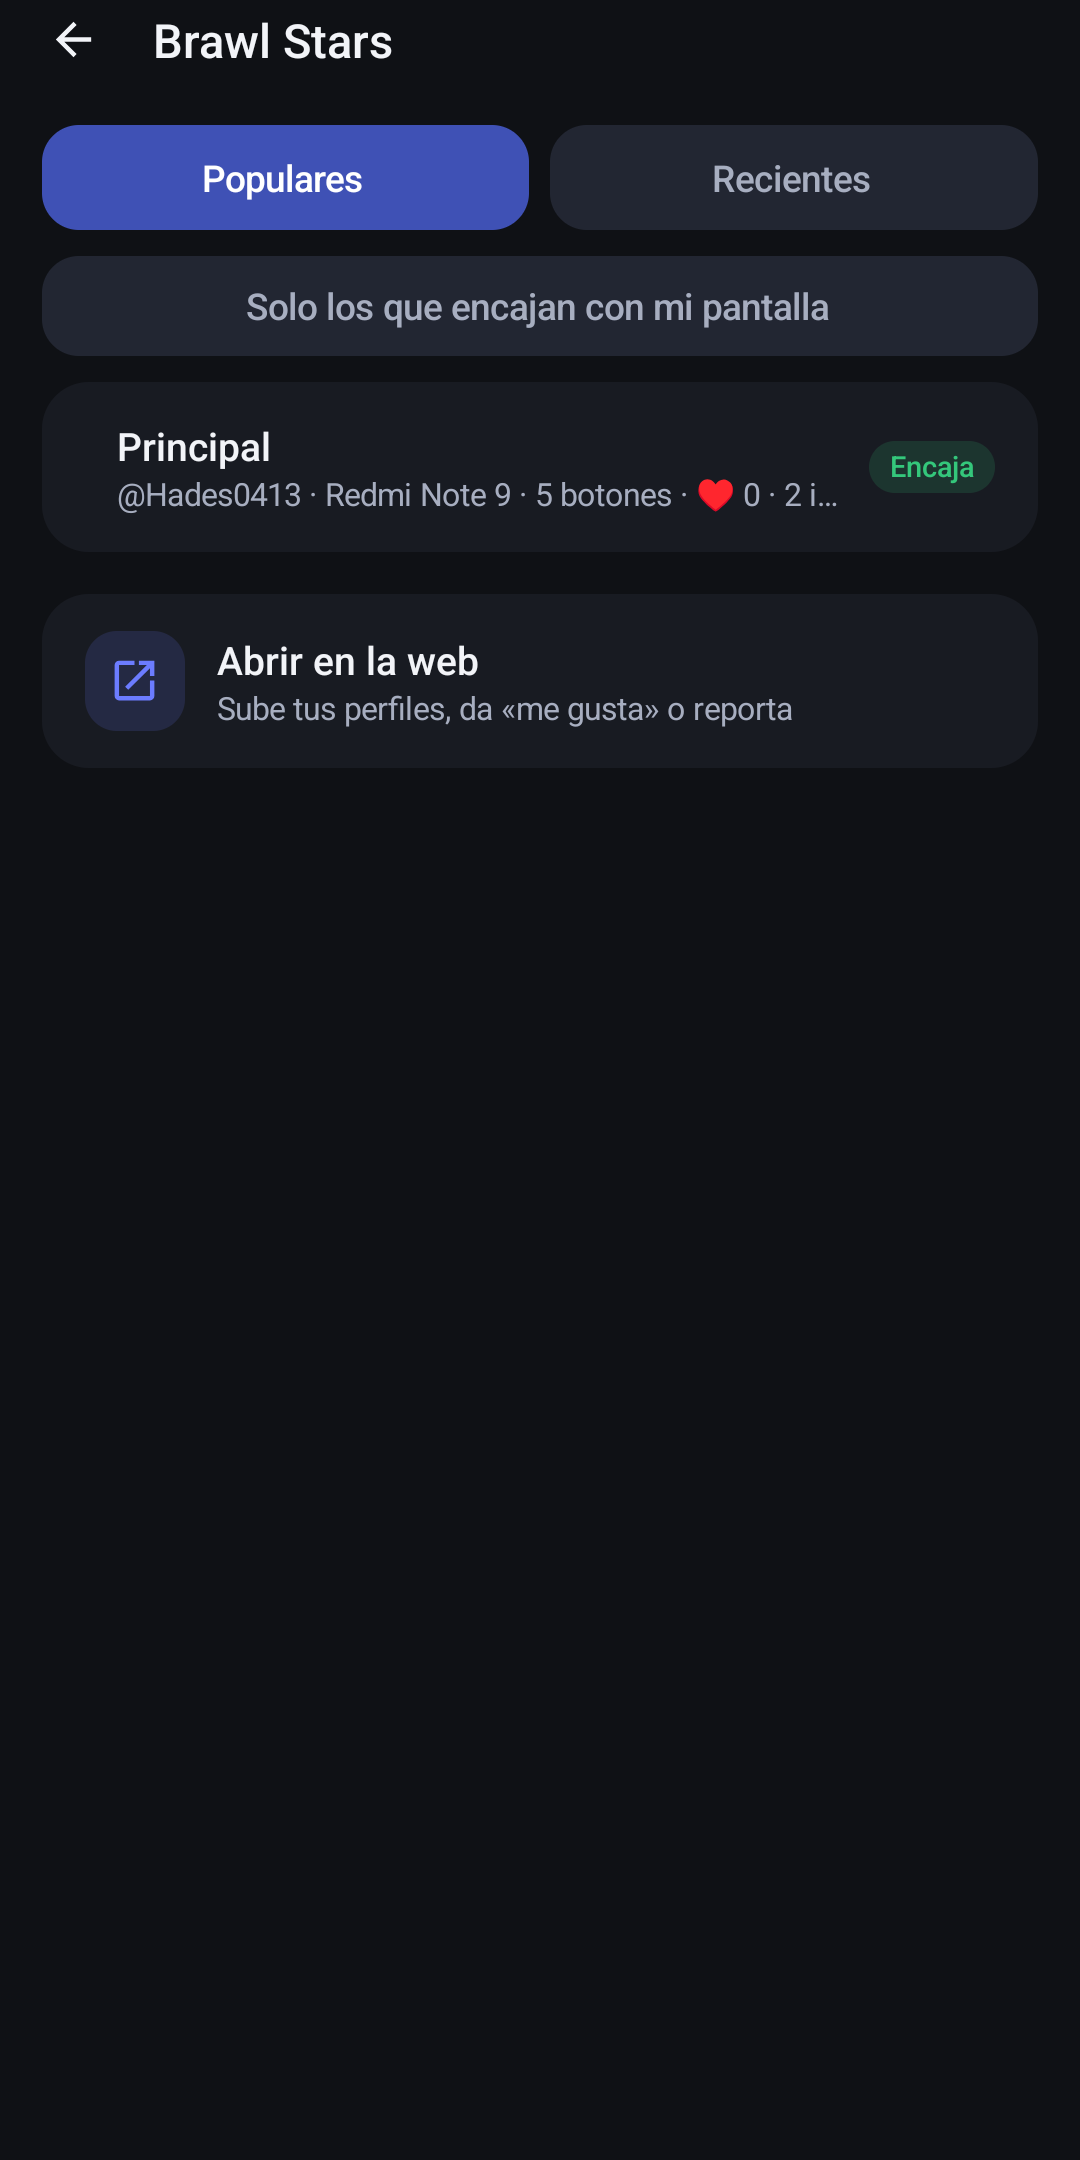 Brawl Stars
Populares
Recientes
Solo los que encajan con mi pantalla
Principal
@Hades0413 · Redmi Note 9 · 5 botones · ❤️ 0 · 2 i...
Encaja
Abrir en la web
Sube tus perfiles, da «me gusta» o reporta